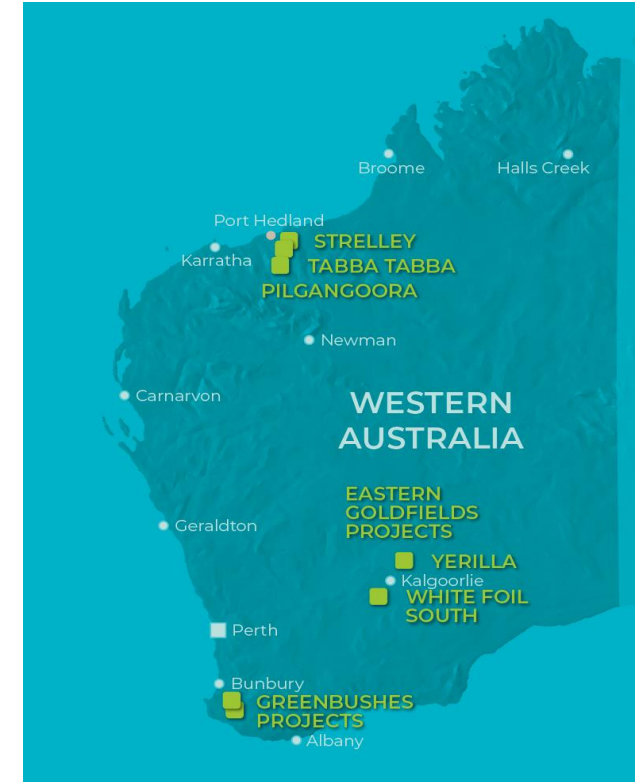 Broome
Halls Creek
Port Hedland
STRELLEY
Karratha
TABBA TABBA
PILGANGOORA
Newman
Carnarvon
WESTERN
AUSTRALIA
EASTERN
GOLDFIELDS
PROJECTS
Geraldton
YERILLA
Kalgoorlie
WHITE FOIL
SOUTH
Perth
Bunbury
GREENBUSHES
PROJECTS
Albany